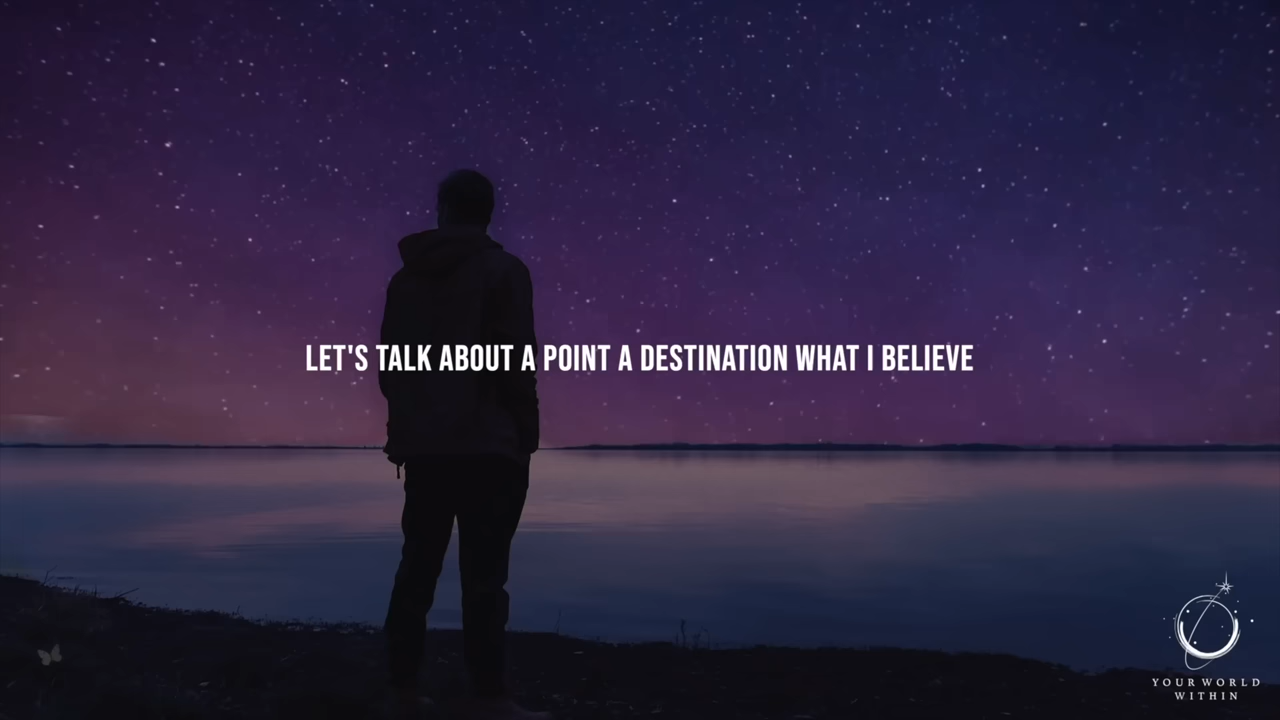 LET'S TALK ABOUT A POINT A DESTINATION WHAT I BELIEVE
YOUR WORLD
WITHIN